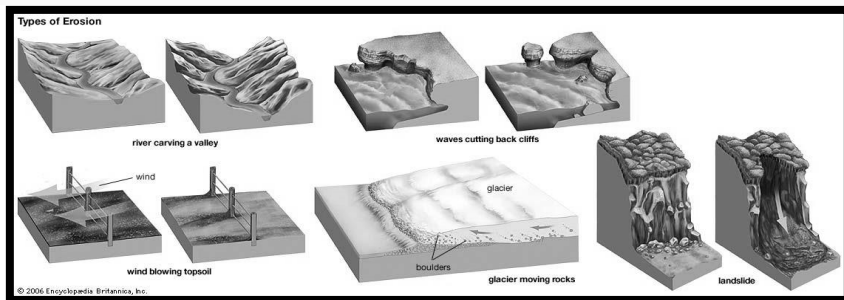 Types of Erosion
river carving a valley
waves cutting back cliffs
wind
wind blowing topsoil
glacier
boulders
glacier moving rocks
landslide
© 2006 Encyclopædia Britannica, Inc.